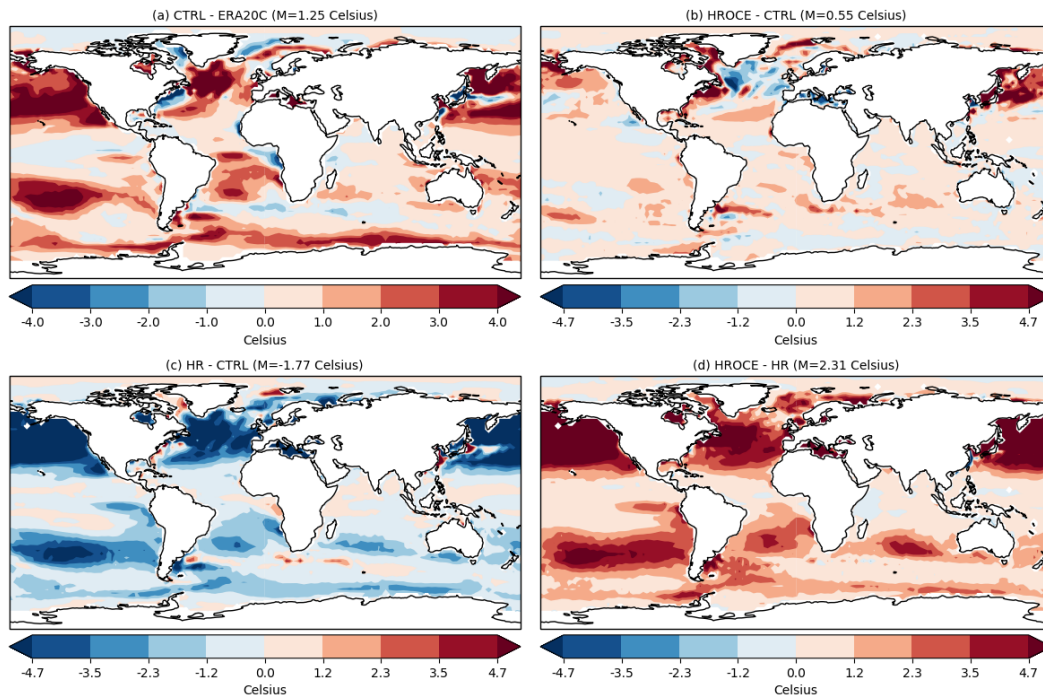 (a) CTRL - ERA20C (M=1.25 Celsius)
-4.0 -3.0 -2.0 -1.0 0.0 1.0 2.0 3.0 4.0
Celsius
(b) HROCE - CTRL (M=0.55 Celsius)
-4.7 -3.5 -2.3 -1.2 0.0 1.2 2.3 3.5 4.7
Celsius
(c) HR - CTRL (M=-1.77 Celsius)
-4.7 -3.5 -2.3 -1.2 0.0 1.2 2.3 3.5 4.7
Celsius
(d) HROCE - HR (M=2.31 Celsius)
-4.7 -3.5 -2.3 -1.2 0.0 1.2 2.3 3.5 4.7
Celsius